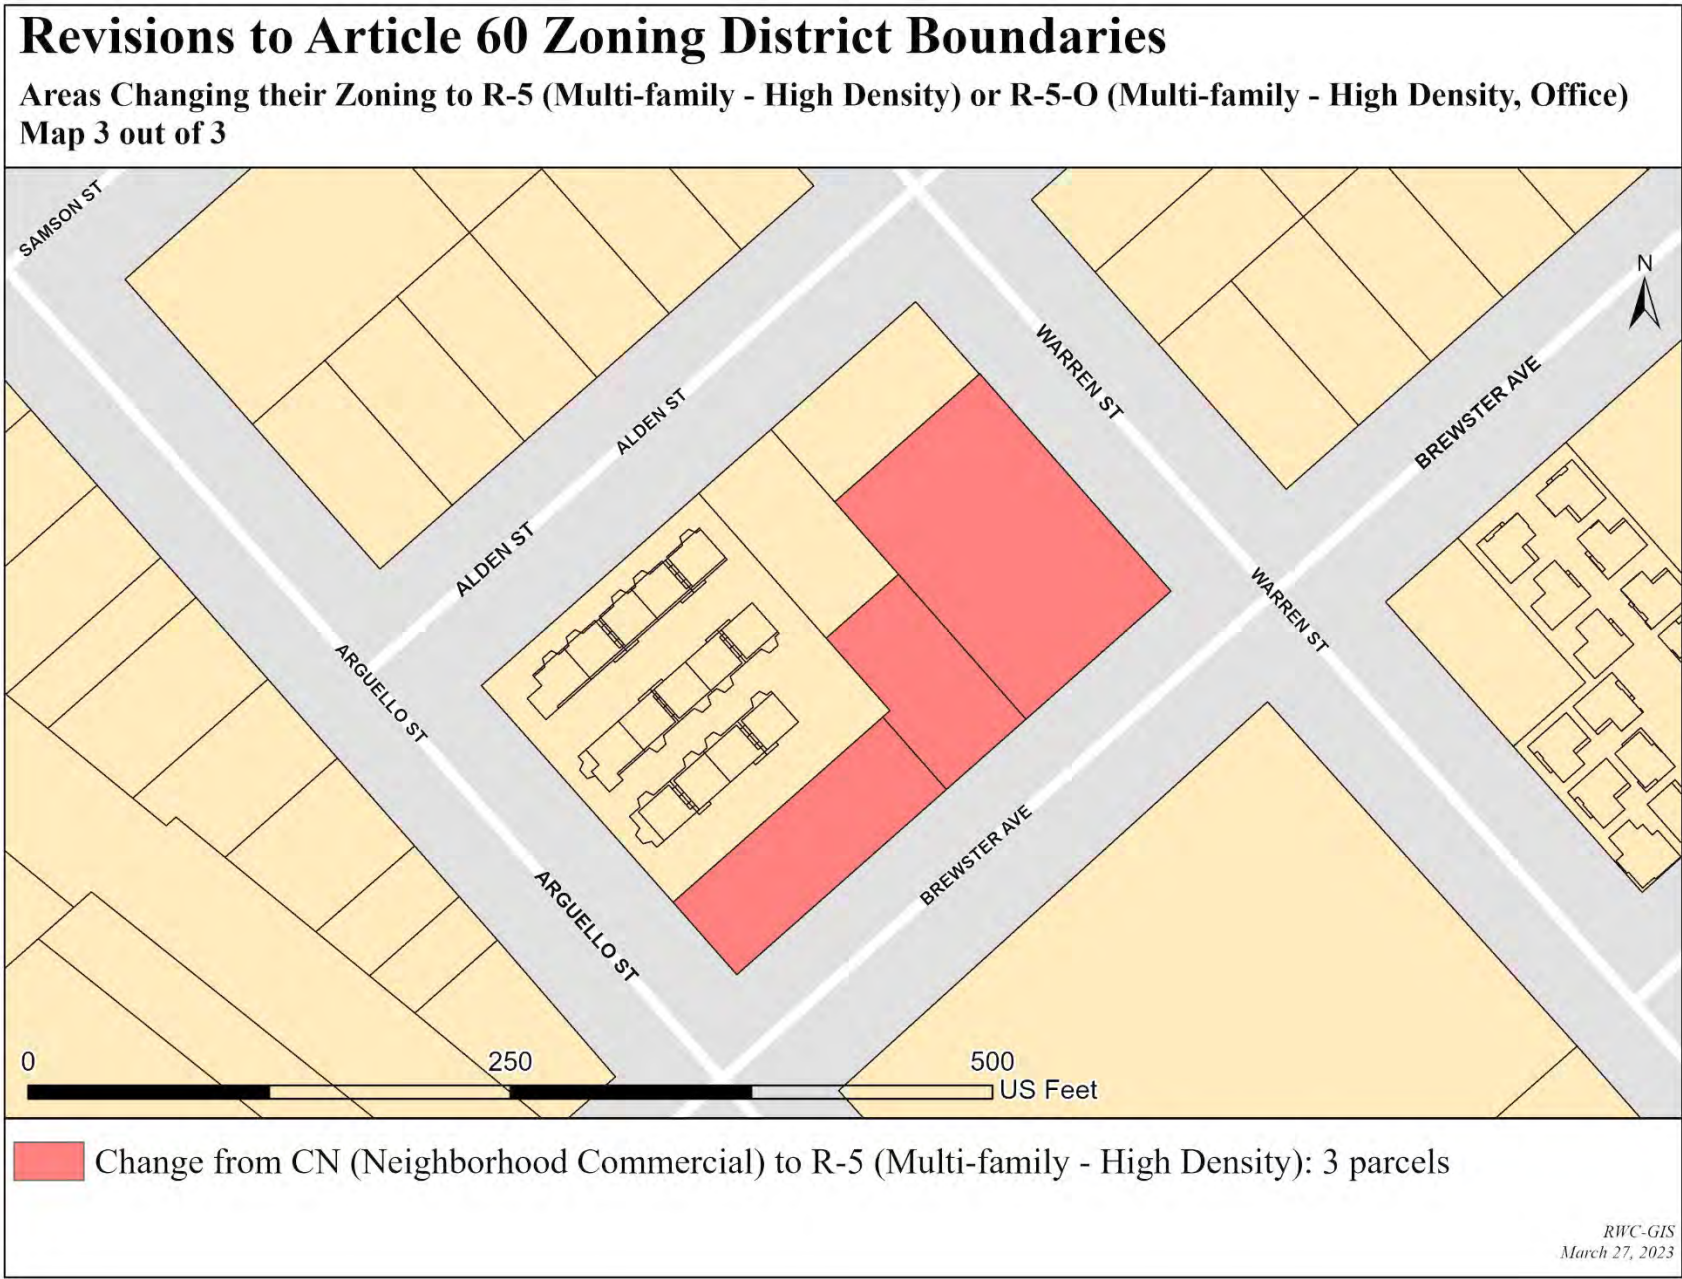 Revisions to Article 60 Zoning District Boundaries
Areas Changing their Zoning to R-5 (Multi-family - High Density) or R-5-O (Multi-family - High Density, Office)
Map 3 out of 3
SAMSON ST
N
WARREN ST
BREWSTER AVE
ALDEN ST
ALDEN ST
WARREN ST
ARGUELLO ST
BREWSTER AVE
ARGUELLO ST
0 250 500
US Feet
Change from CN (Neighborhood Commercial) to R-5 (Multi-family - High Density): 3 parcels
RWC-GIS
March 27, 2023